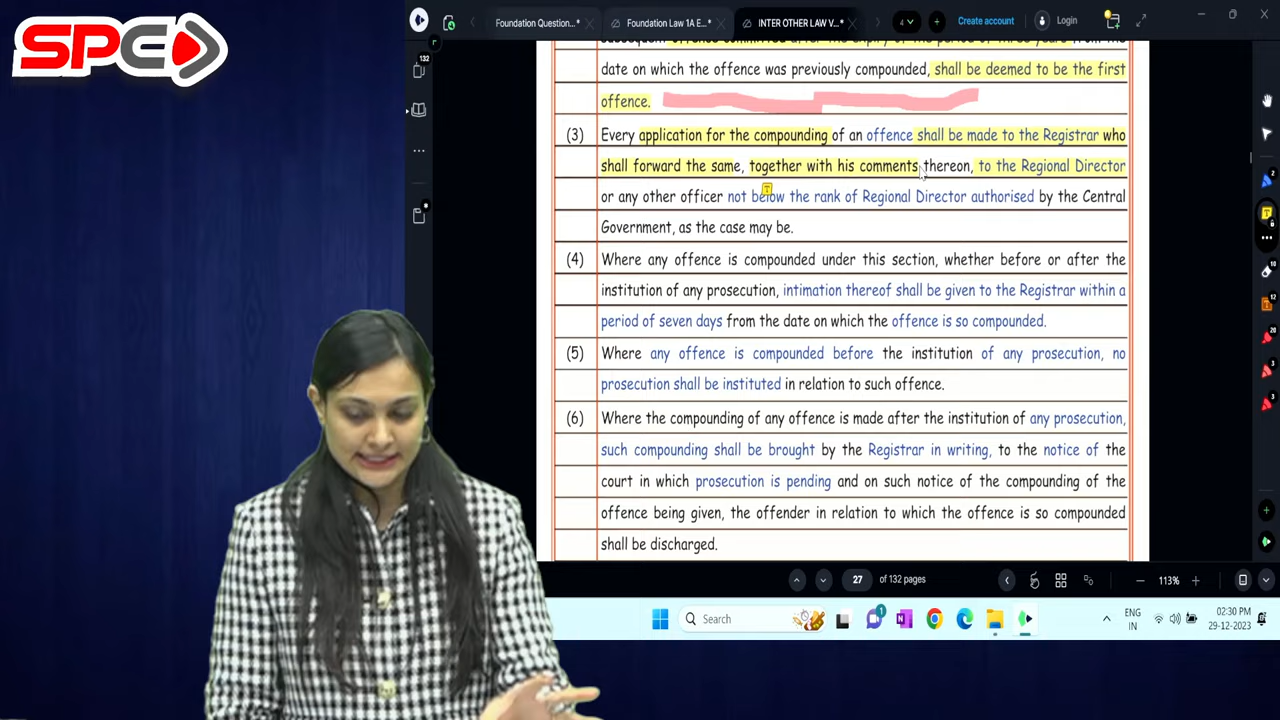 SPC
Foundation Question...*
Foundation Law 1A E...*
INTER OTHER LAW V...*
4
Create account
Login
132
date on which the offence was previously compounded, shall be deemed to be the first
offence.
(3) Every application for the compounding of an offence shall be made to the Registrar who
shall forward the same, together with his comments thereon, to the Regional Director
or any other officer not below the rank of Regional Director authorised by the Central
Government, as the case may be.
(4) Where any offence is compounded under this section, whether before or after the
institution of any prosecution, intimation thereof shall be given to the Registrar within a
period of seven days from the date on which the offence is so compounded.
(5) Where any offence is compounded before the institution of any prosecution, no
prosecution shall be instituted in relation to such offence.
(6) Where the compounding of any offence is made after the institution of any prosecution,
such compounding shall be brought by the Registrar in writing, to the notice of the
court in which prosecution is pending and on such notice of the compounding of the
offence being given, the offender in relation to which the offence is so compounded
shall be discharged.
27 of 132 pages
113%
Search
ENG
IN
02:30 PM
29-12-2023